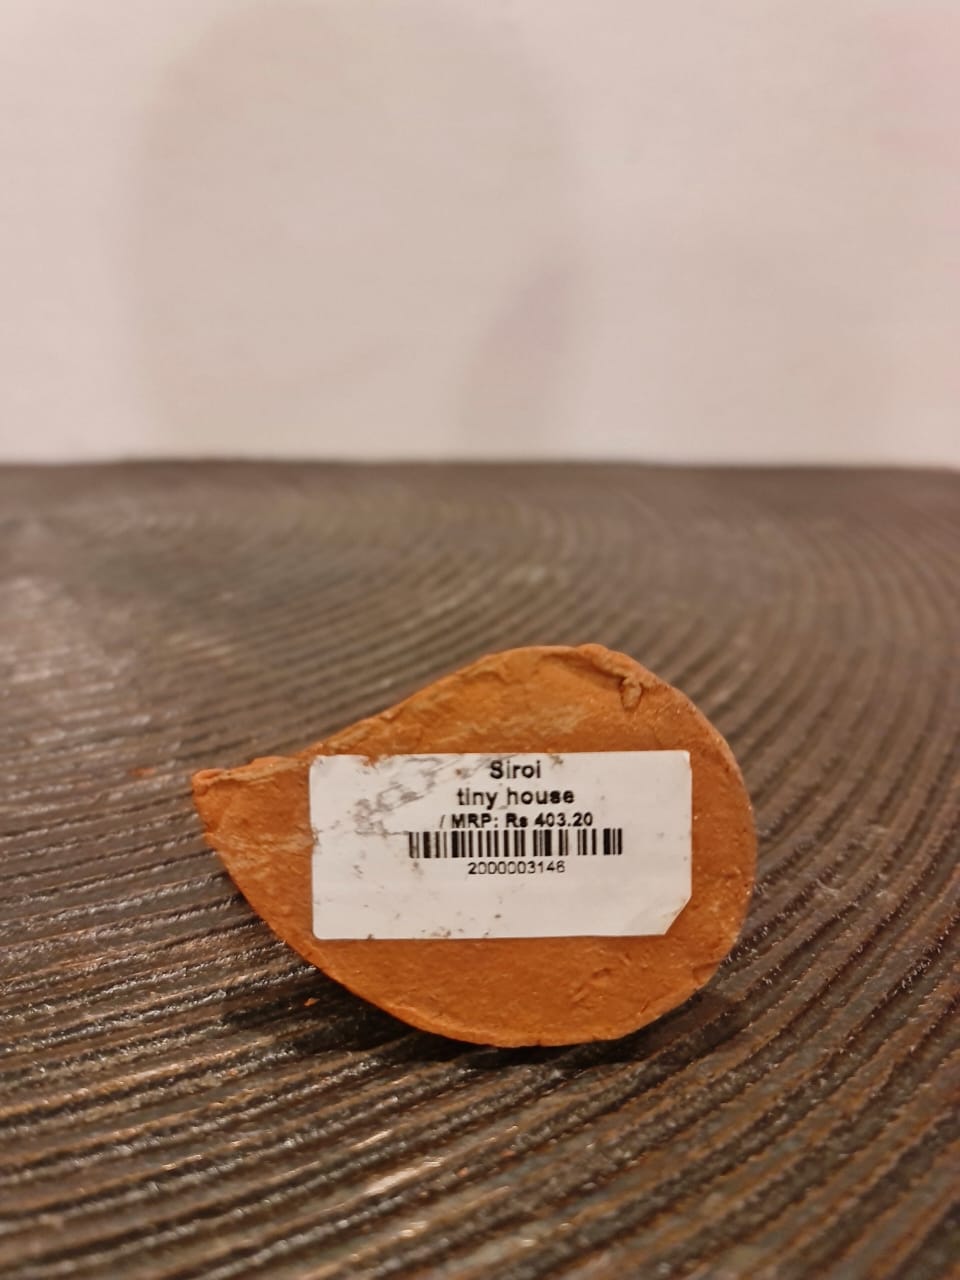 Siroi
tiny house
/ MRP: Rs 403.20
2000003146